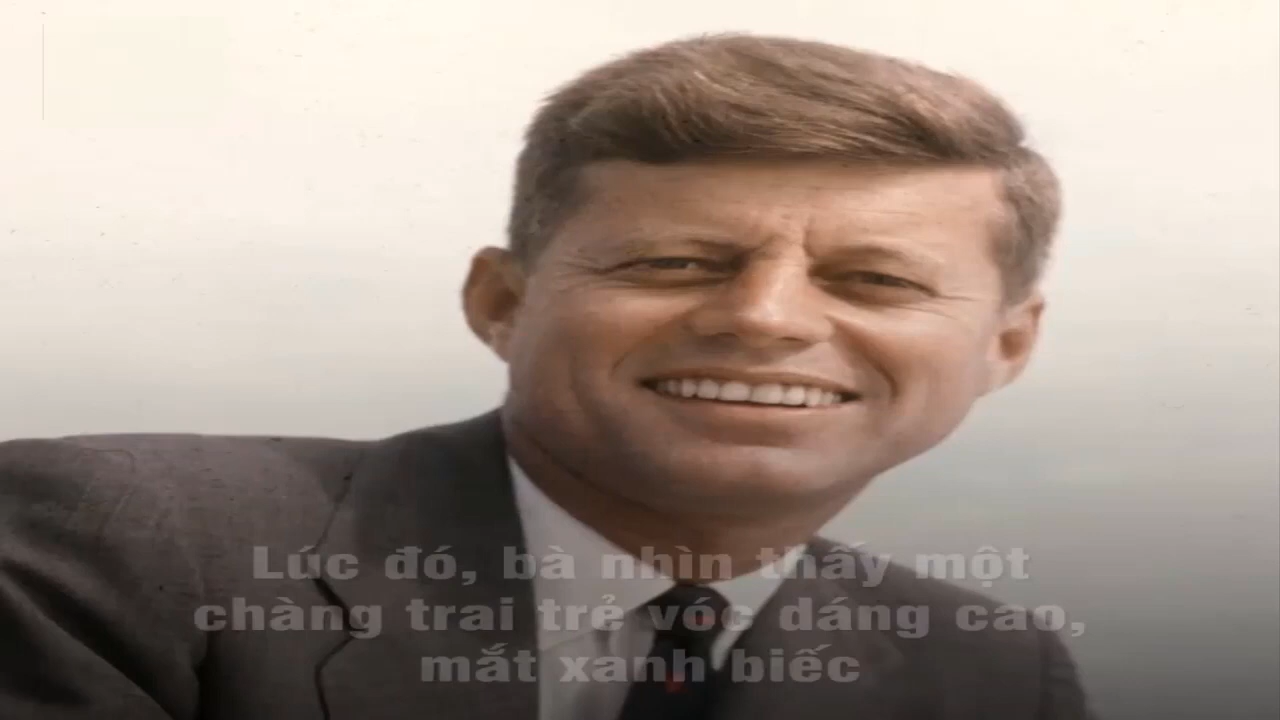 Lúc đó, bà nhìn thấy một
chàng trai trẻ vóc dáng cao,
mắt xanh biếc